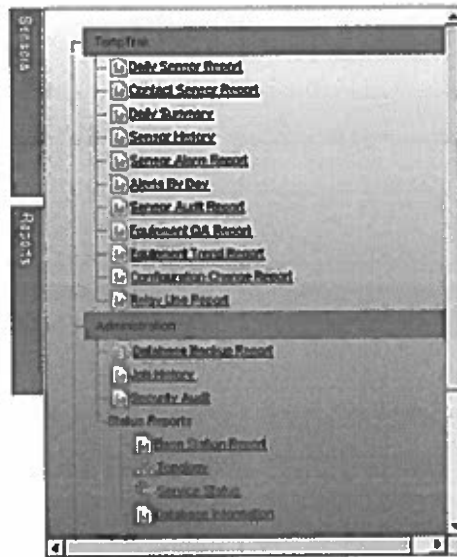 Sensors
Reports
TempTrak
Daily Sensor Report
Contact Sensor Report
Daily Summary
Sensor History
Sensor Alarm Report
Alerts By Day
Sensor Audit Report
Equipment QA Report
Equipment Trend Report
Configuration Change Report
Relay Use Report
Administration
Database Backup Report
Job History
Security Audit
Status Reports
Base Station Report
Topology
Service Status
Database Information